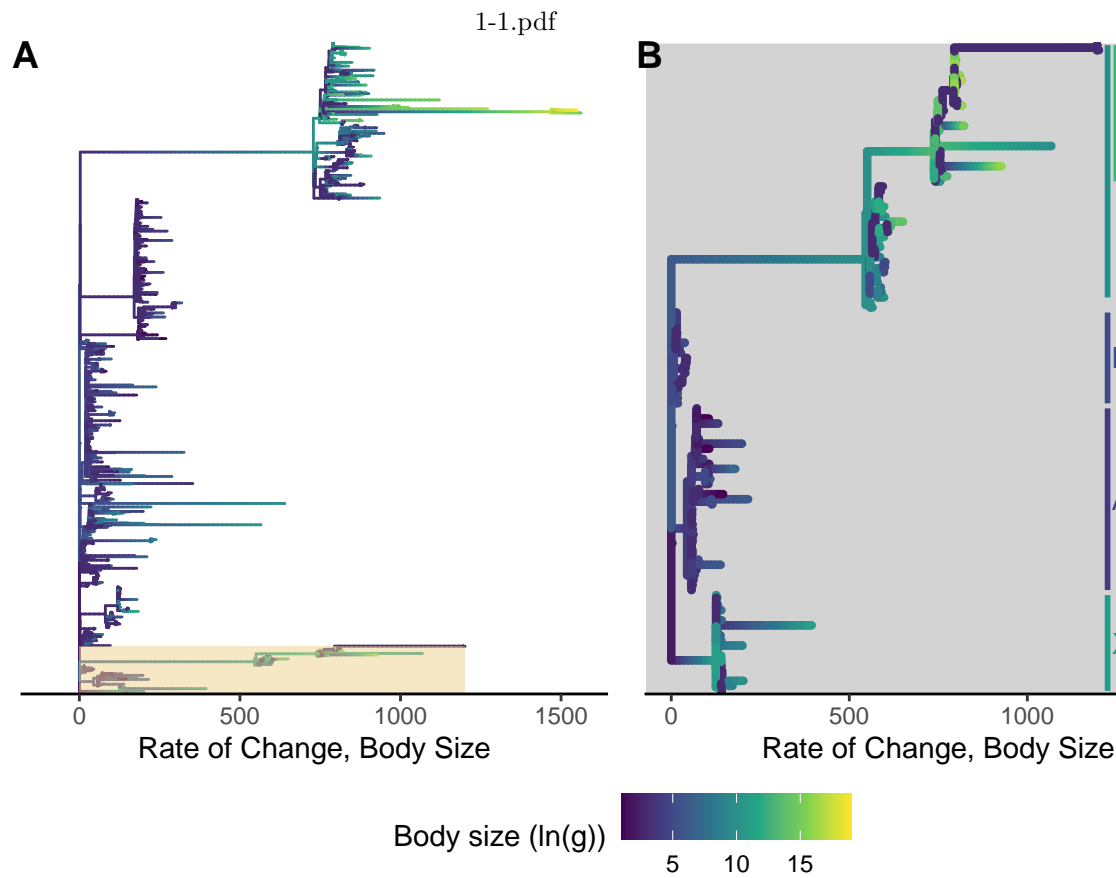 1-1.pdf
A
B
0 500 1000 1500
0 500 1000
Rate of Change, Body Size
Rate of Change, Body Size
Body size (ln(g))
5 10 15